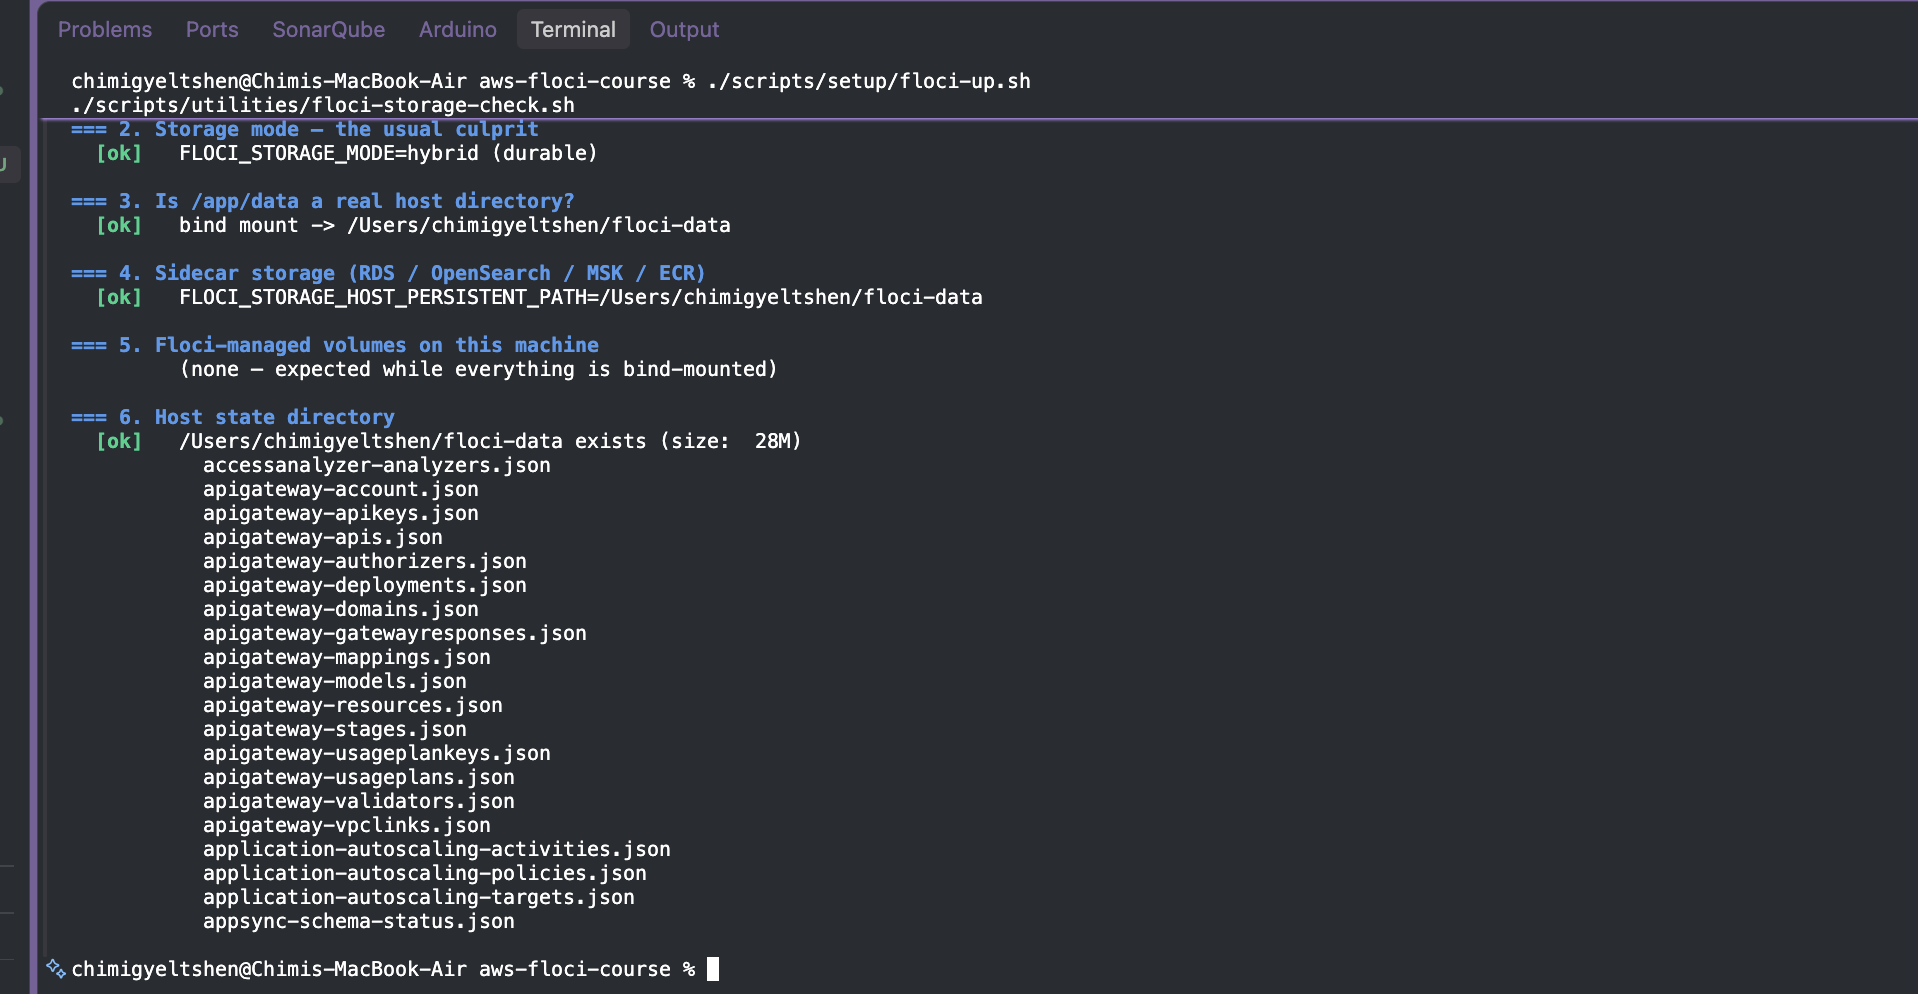 Problems Ports SonarQube Arduino Terminal Output
chimigyeltshen@Chimis-MacBook-Air aws-floci-course % ./scripts/setup/floci-up.sh
./scripts/utilities/floci-storage-check.sh
=== 2. Storage mode — the usual culprit
[ok] FLOCI_STORAGE_MODE=hybrid (durable)
=== 3. Is /app/data a real host directory?
[ok] bind mount -> /Users/chimigyeltshen/floci-data
=== 4. Sidecar storage (RDS / OpenSearch / MSK / ECR)
[ok] FLOCI_STORAGE_HOST_PERSISTENT_PATH=/Users/chimigyeltshen/floci-data
=== 5. Floci-managed volumes on this machine
(none — expected while everything is bind-mounted)
=== 6. Host state directory
[ok] /Users/chimigyeltshen/floci-data exists (size:  28M)
accessanalyzer-analyzers.json
apigateway-account.json
apigateway-apikeys.json
apigateway-apis.json
apigateway-authorizers.json
apigateway-deployments.json
apigateway-domains.json
apigateway-gatewayresponses.json
apigateway-mappings.json
apigateway-models.json
apigateway-resources.json
apigateway-stages.json
apigateway-usageplankeys.json
apigateway-usageplans.json
apigateway-validators.json
apigateway-vpclinks.json
application-autoscaling-activities.json
application-autoscaling-policies.json
application-autoscaling-targets.json
appsync-schema-status.json
chimigyeltshen@Chimis-MacBook-Air aws-floci-course %